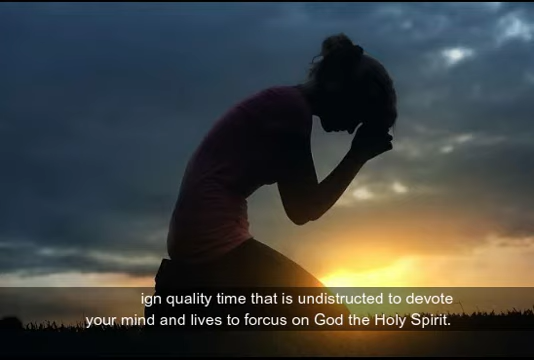 ign quality time that is undistructed to devote
your mind and lives to forcus on God the Holy Spirit.